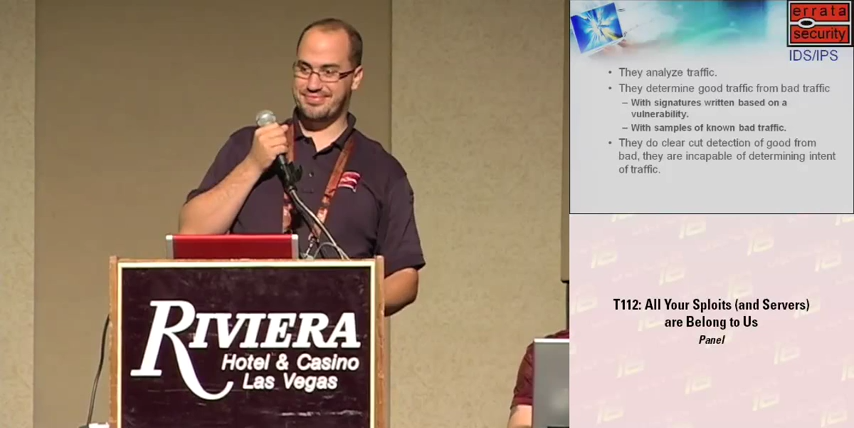 errata
security
IDS/IPS
• They analyze traffic.
• They determine good traffic from bad traffic
– With signatures written based on a
vulnerability.
– With samples of known bad traffic.
• They do clear cut detection of good from
bad, they are incapable of determining intent
of traffic.
RIVIERA
Hotel & Casino
Las Vegas
T112: All Your Sploits (and Servers)
are Belong to Us
Panel